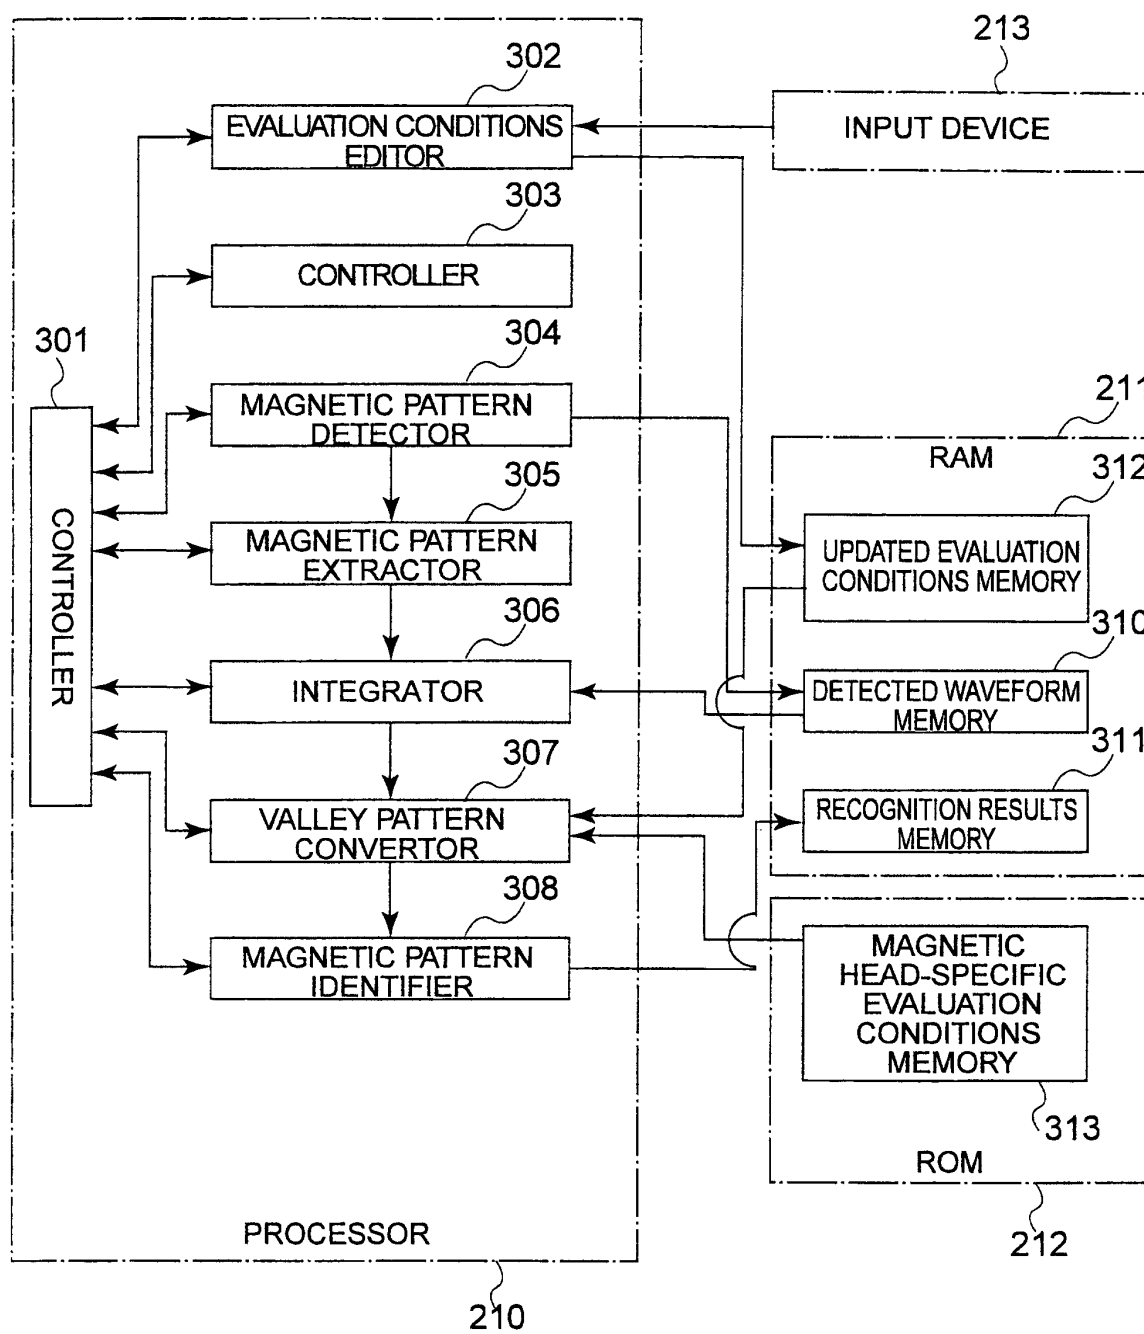 213
302
EVALUATION CONDITIONS
EDITOR
INPUT DEVICE
303
CONTROLLER
304
301
MAGNETIC PATTERN
DETECTOR
211
RAM
312
305
CONTROLLER
MAGNETIC PATTERN
EXTRACTOR
UPDATED EVALUATION
CONDITIONS MEMORY
306
310
INTEGRATOR
DETECTED WAVEFORM
MEMORY
307
311
VALLEY PATTERN
CONVERTOR
RECOGNITION RESULTS
MEMORY
308
MAGNETIC PATTERN
IDENTIFIER
MAGNETIC
HEAD-SPECIFIC
EVALUATION
CONDITIONS
MEMORY
313
ROM
PROCESSOR
212
210